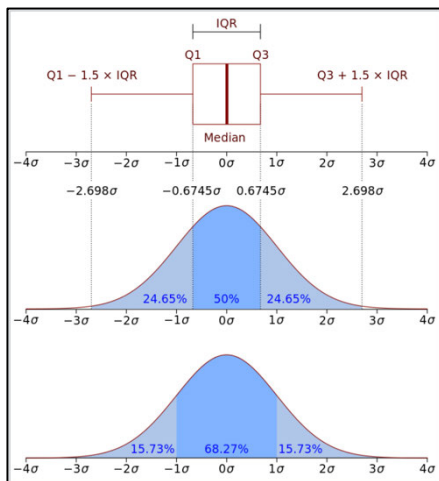 IQR
Q1 Q3
Q1 − 1.5 × IQR Q3 + 1.5 × IQR
Median
−4σ −3σ −2σ −1σ 0σ 1σ 2σ 3σ 4σ
−2.698σ −0.6745σ 0.6745σ 2.698σ
24.65% 50% 24.65%
−4σ −3σ −2σ −1σ 0σ 1σ 2σ 3σ 4σ
15.73% 68.27% 15.73%
−4σ −3σ −2σ −1σ 0σ 1σ 2σ 3σ 4σ